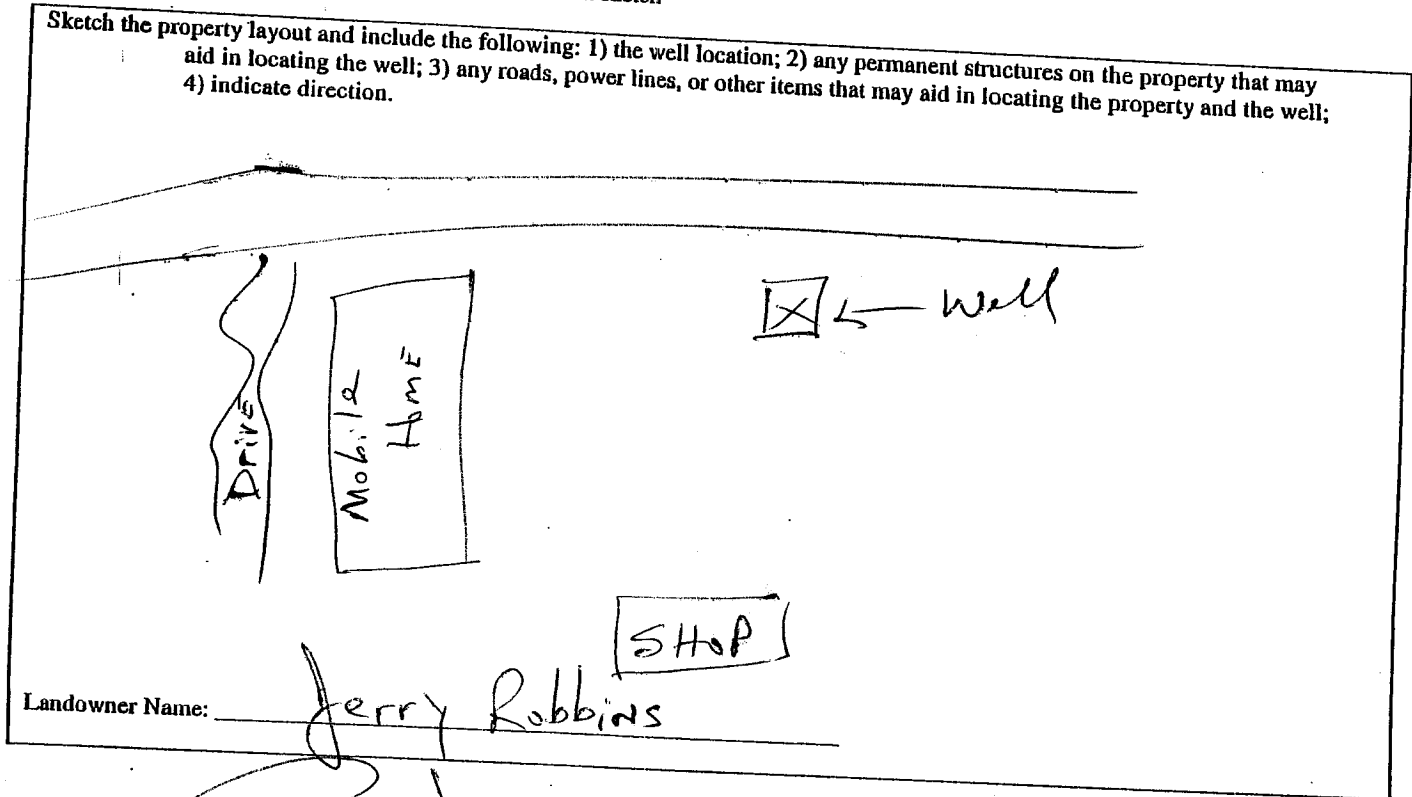 Sketch the property layout and include the following: 1) the well location; 2) any permanent structures on the property that may
aid in locating the well; 3) any roads, power lines, or other items that may aid in locating the property and the well;
4) indicate direction.
Well
Drive
Mobile
Home
SHOP
Landowner Name: Jerry Robbins